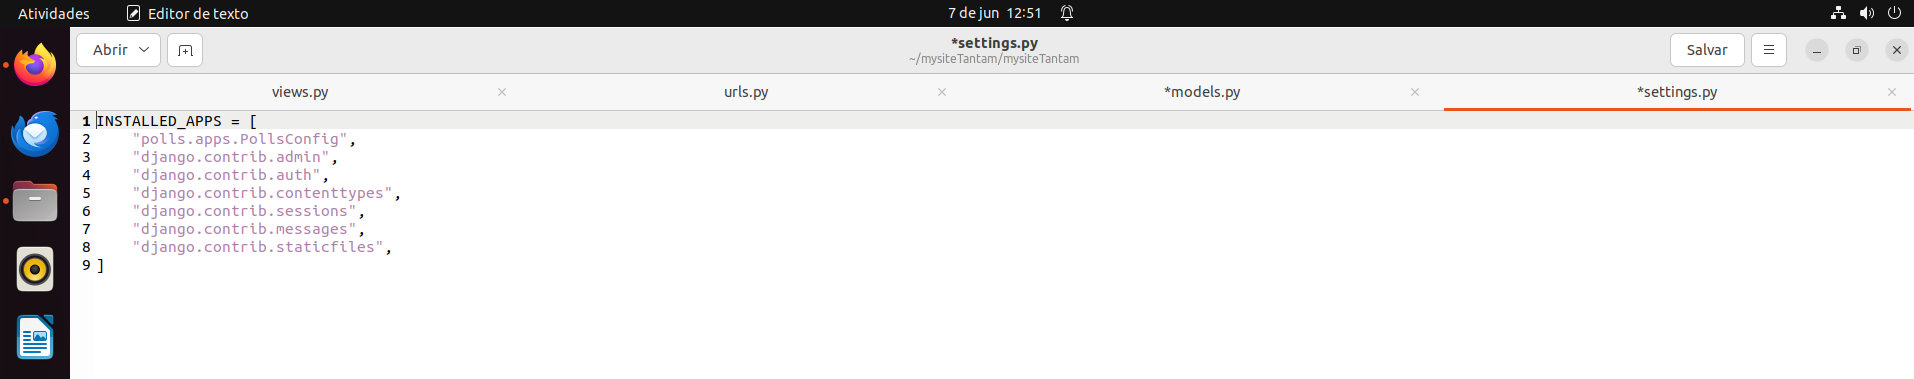 Atividades Editor de texto 7 de jun 12:51
Abrir *settings.py Salvar
~/mysiteTantam/mysiteTantam
views.py urls.py *models.py *settings.py
1 INSTALLED_APPS = [
2     "polls.apps.PollsConfig",
3     "django.contrib.admin",
4     "django.contrib.auth",
5     "django.contrib.contenttypes",
6     "django.contrib.sessions",
7     "django.contrib.messages",
8     "django.contrib.staticfiles",
9 ]